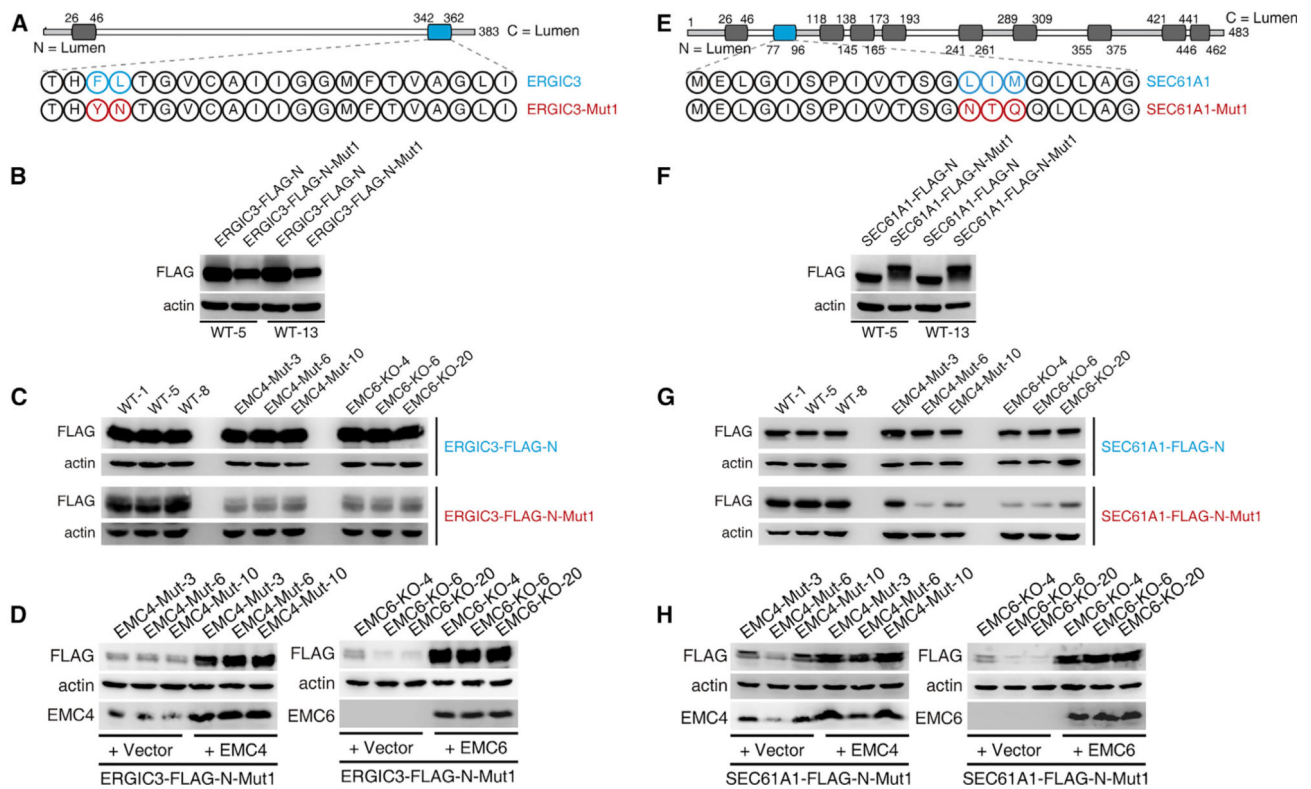 A
26 46
342 362
383
C = Lumen
N = Lumen
T H F L T G V C A I I G G M F T V A G L I
ERGIC3
T H Y N T G V C A I I G G M F T V A G L I
ERGIC3-Mut1
E
1 26 46 118 138 173 193 289 309 421 441
C = Lumen
483
N = Lumen
77 96 145 165 241 261 355 375 446 462
M E L G I S P I V T S G L I M Q L L A G
SEC61A1
M E L G I S P I V T S G N T Q Q L L A G
SEC61A1-Mut1
B
ERGIC3-FLAG-N
ERGIC3-FLAG-N-Mut1
ERGIC3-FLAG-N
ERGIC3-FLAG-N-Mut1
FLAG
actin
WT-5 WT-13
F
SEC61A1-FLAG-N
SEC61A1-FLAG-N-Mut1
SEC61A1-FLAG-N
SEC61A1-FLAG-N-Mut1
FLAG
actin
WT-5 WT-13
C
WT-1
WT-5
WT-8
EMC4-Mut-3
EMC4-Mut-6
EMC4-Mut-10
EMC6-KO-4
EMC6-KO-6
EMC6-KO-20
FLAG
actin
ERGIC3-FLAG-N
FLAG
actin
ERGIC3-FLAG-N-Mut1
G
WT-1
WT-5
WT-8
EMC4-Mut-3
EMC4-Mut-6
EMC4-Mut-10
EMC6-KO-4
EMC6-KO-6
EMC6-KO-20
FLAG
actin
SEC61A1-FLAG-N
FLAG
actin
SEC61A1-FLAG-N-Mut1
D
EMC4-Mut-3
EMC4-Mut-6
EMC4-Mut-10
EMC4-Mut-3
EMC4-Mut-6
EMC4-Mut-10
FLAG
actin
EMC4
+ Vector + EMC4
ERGIC3-FLAG-N-Mut1
EMC6-KO-4
EMC6-KO-6
EMC6-KO-20
EMC6-KO-4
EMC6-KO-6
EMC6-KO-20
FLAG
actin
EMC6
+ Vector + EMC6
ERGIC3-FLAG-N-Mut1
H
EMC4-Mut-3
EMC4-Mut-6
EMC4-Mut-10
EMC4-Mut-3
EMC4-Mut-6
EMC4-Mut-10
FLAG
actin
EMC4
+ Vector + EMC4
SEC61A1-FLAG-N-Mut1
EMC6-KO-4
EMC6-KO-6
EMC6-KO-20
EMC6-KO-4
EMC6-KO-6
EMC6-KO-20
FLAG
actin
EMC6
+ Vector + EMC6
SEC61A1-FLAG-N-Mut1